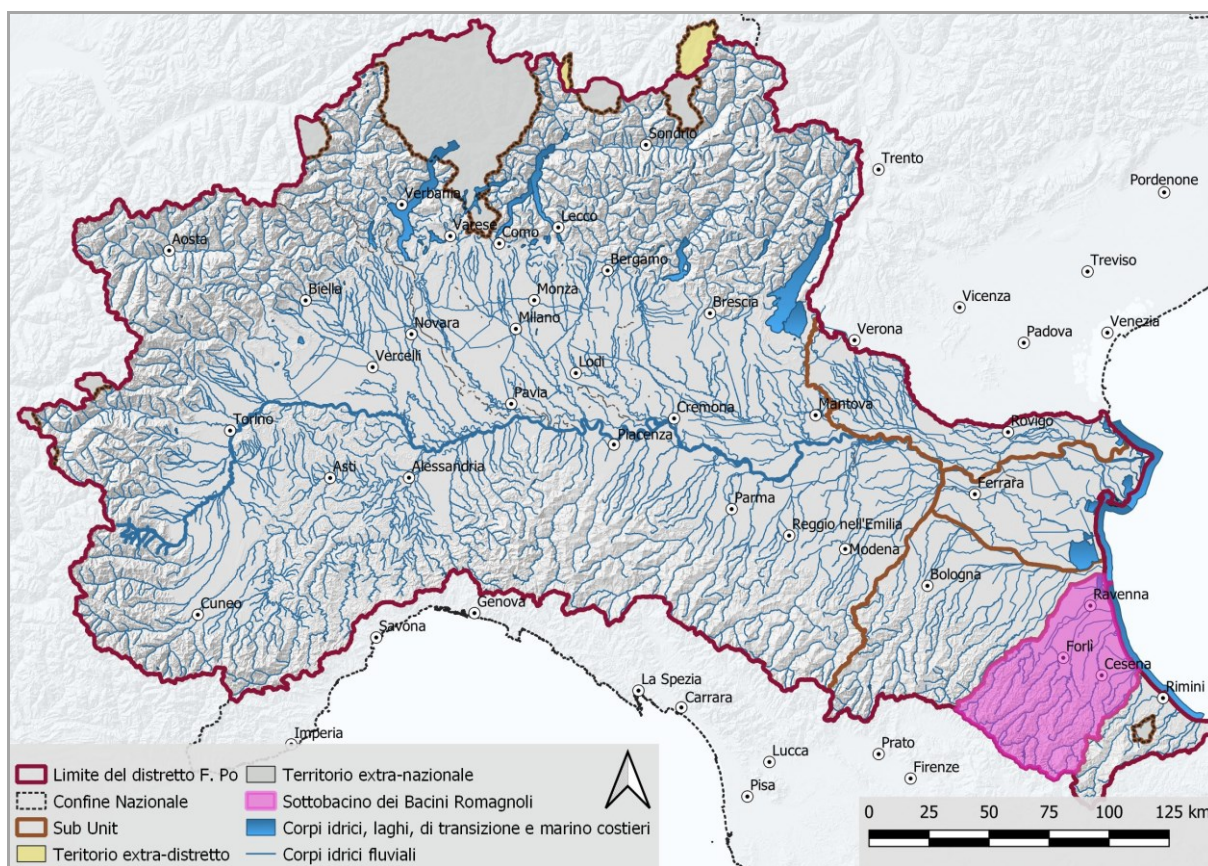 Sondrio
Trento
Pordenone
Verbania
Varese
Como
Lecco
Aosta
Bergamo
Treviso
Biella
Monza
Brescia
Vicenza
Novara
Milano
Verona
Padova
Venezia
Vercelli
Lodi
Pavia
Cremona
Mantova
Torino
Piacenza
Rovigo
Asti
Alessandria
Ferrara
Parma
Reggio nell'Emilia
Modena
Bologna
Cuneo
Genova
Ravenna
Savona
Forlì
Cesena
La Spezia
Carrara
Rimini
Imperia
Lucca
Prato
Firenze
Pisa
Limite del distretto F. Po
Confine Nazionale
Sub Unit
Territorio extra-distretto
Territorio extra-nazionale
Sottobacino dei Bacini Romagnoli
Corpi idrici, laghi, di transizione e marino costieri
Corpi idrici fluviali
0 25 50 75 100 125 km